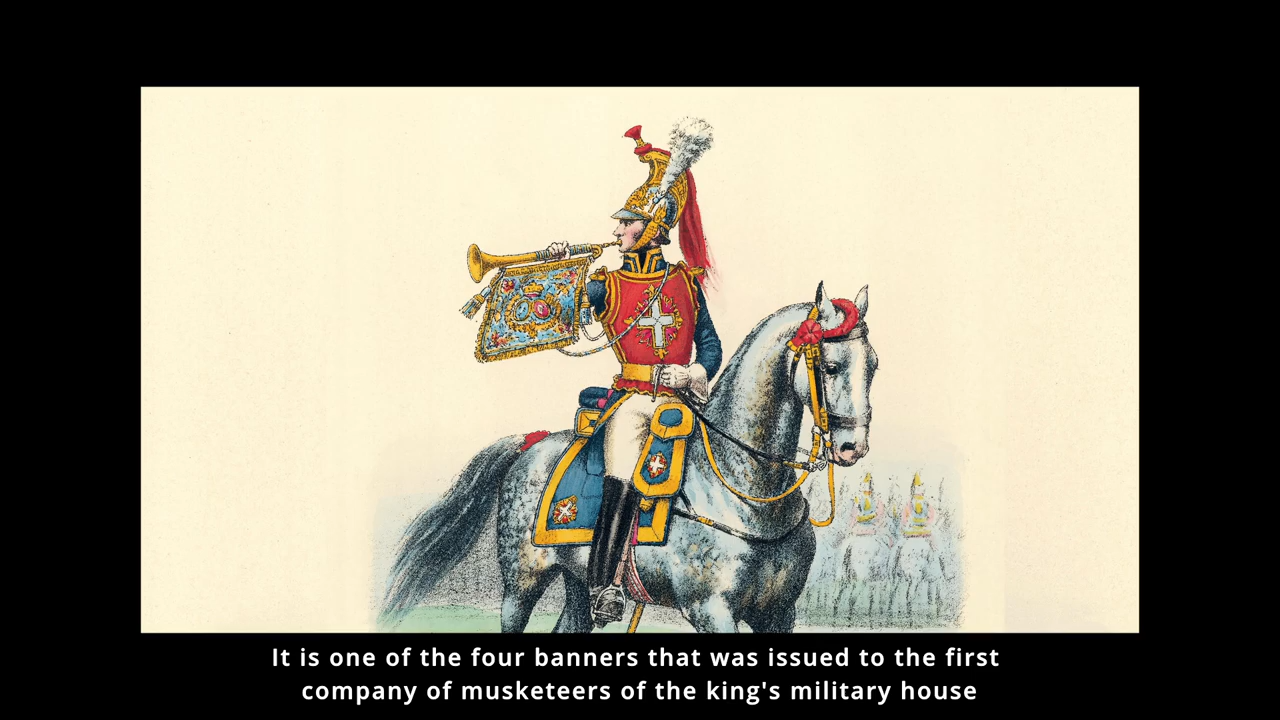 It is one of the four banners that was issued to the first
company of musketeers of the king's military house